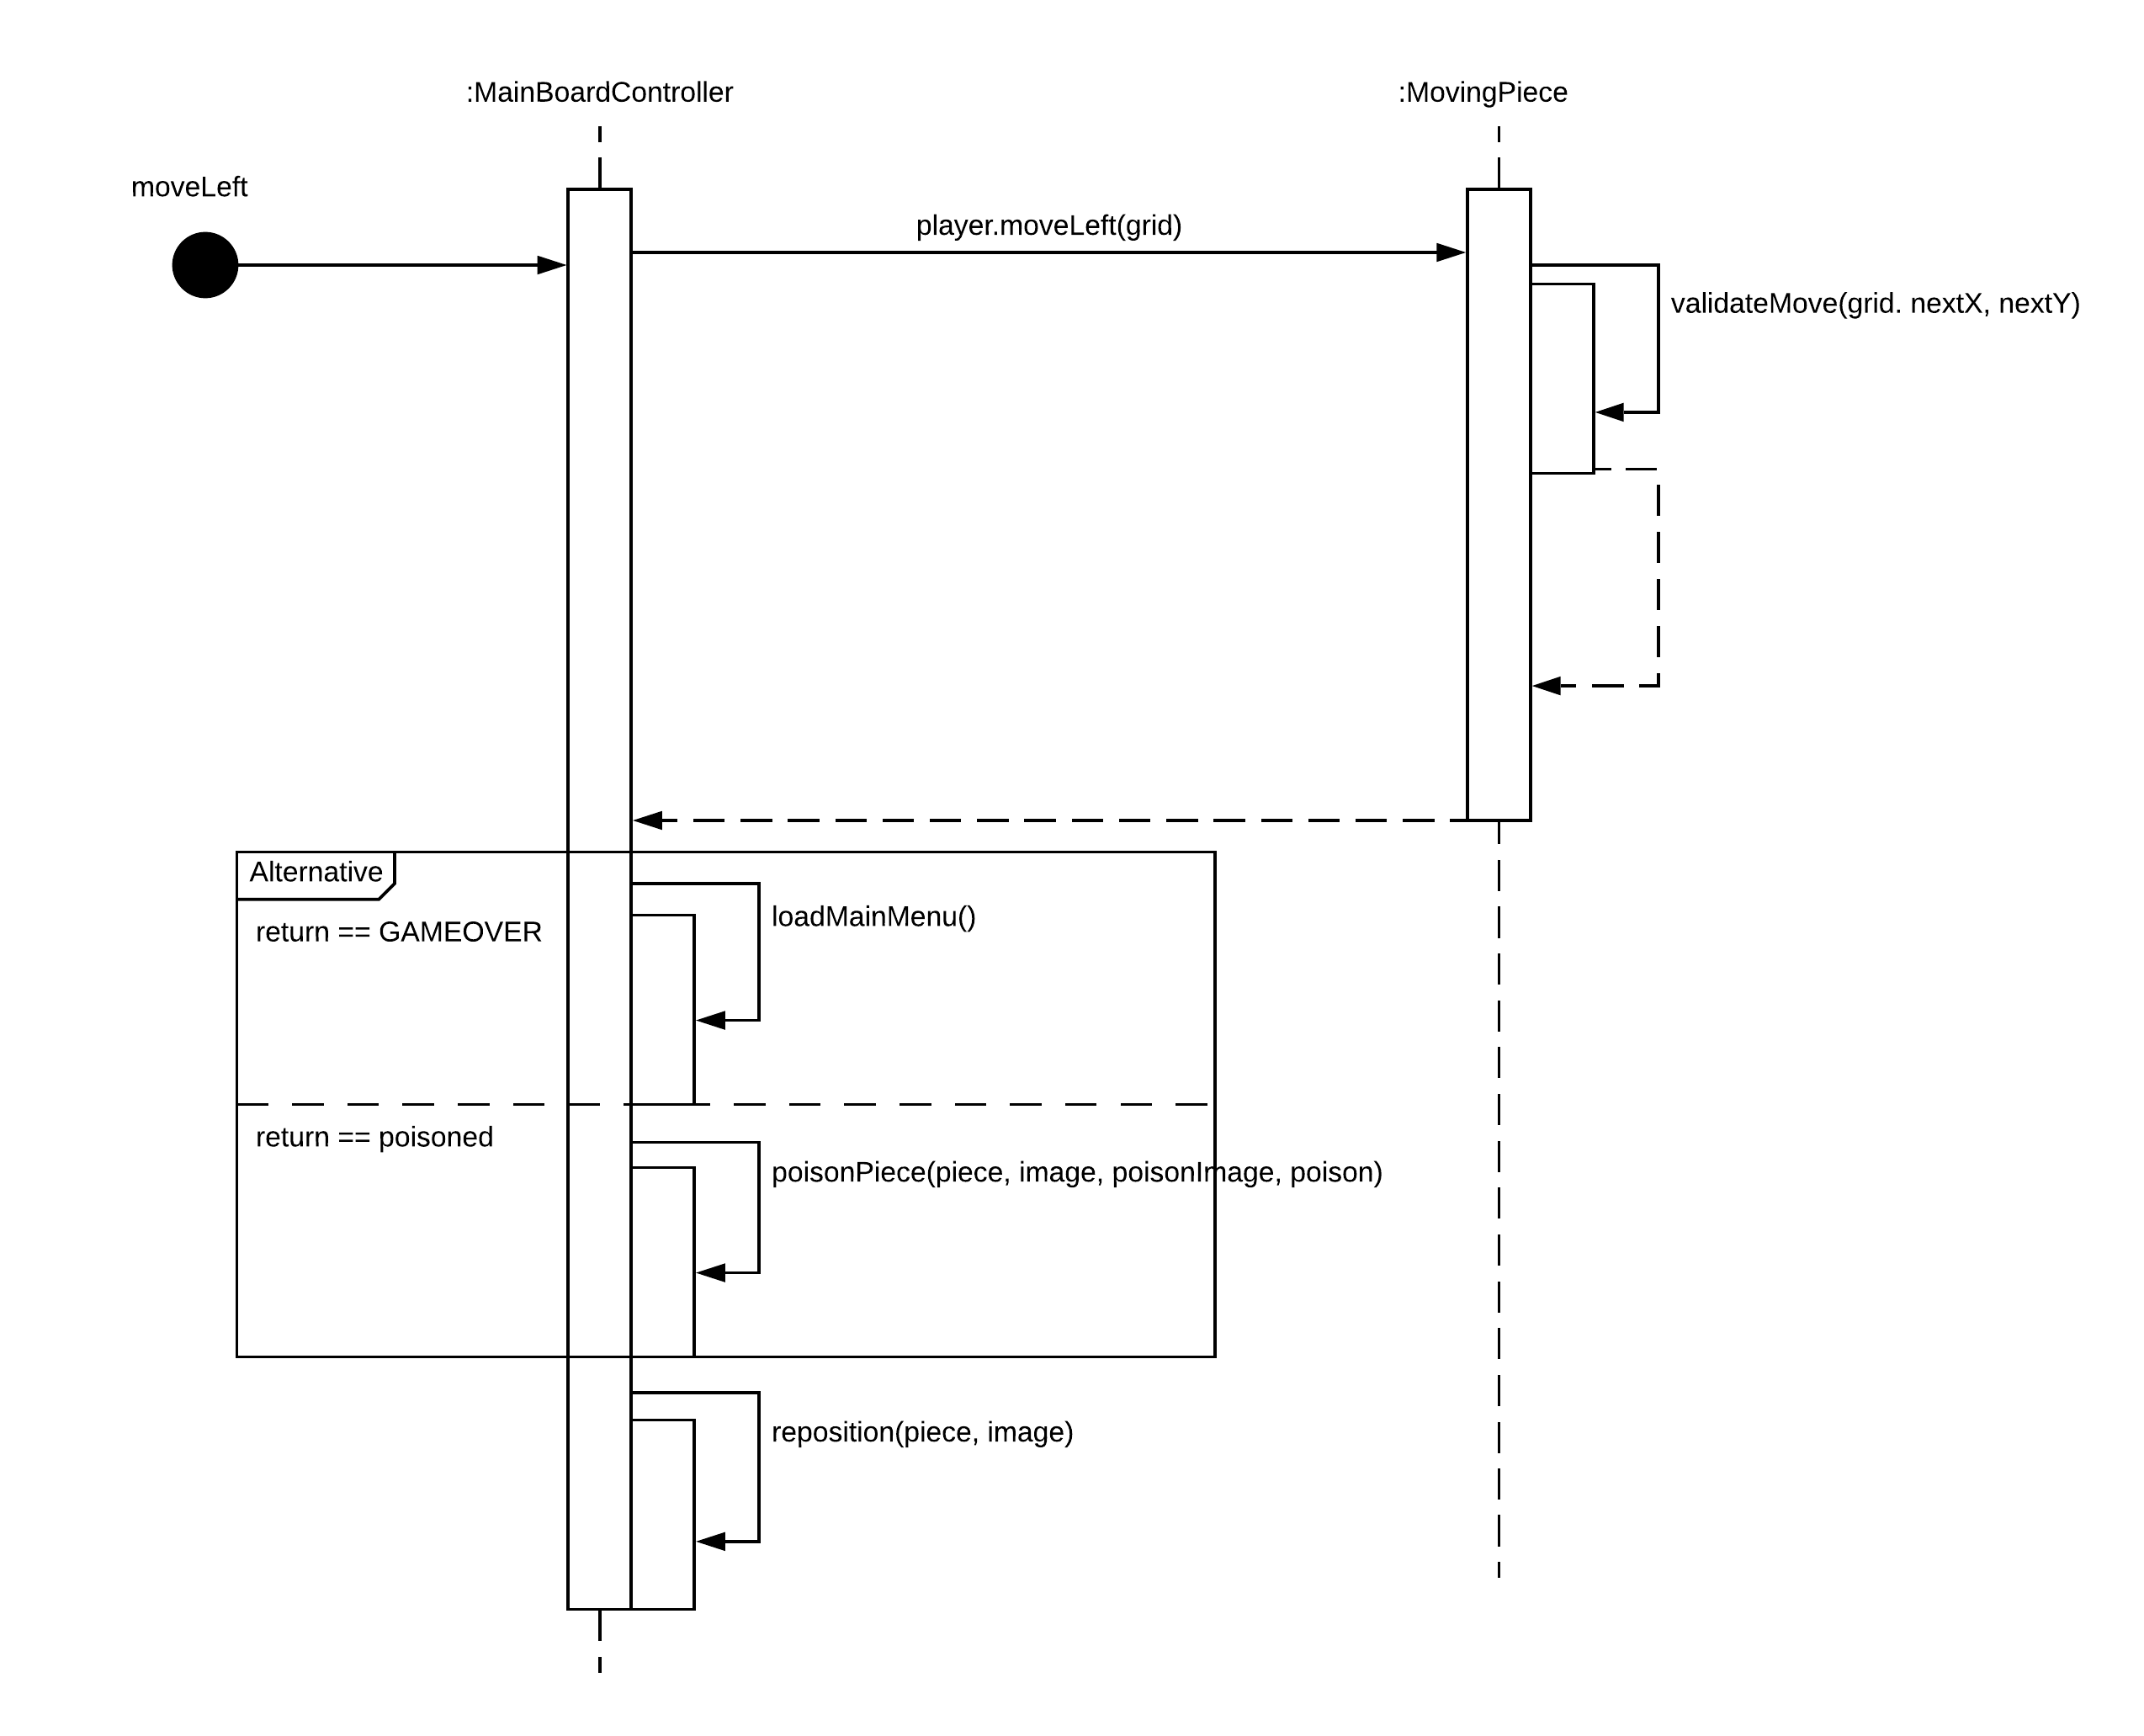 :MainBoardController
:MovingPiece
moveLeft
player.moveLeft(grid)
validateMove(grid. nextX, nextY)
Alternative
loadMainMenu()
return == GAMEOVER
return == poisoned
poisonPiece(piece, image, poisonImage, poison)
reposition(piece, image)